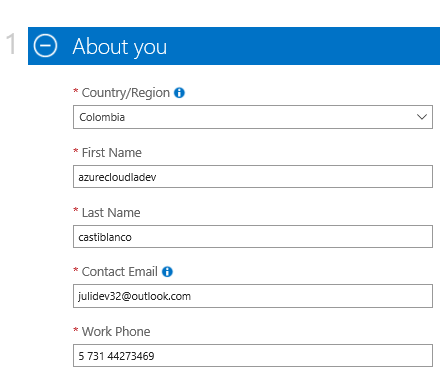 1 About you
* Country/Region
Colombia
* First Name
azurecloudladev
* Last Name
castiblanco
* Contact Email
julidev32@outlook.com
* Work Phone
5 731 44273469